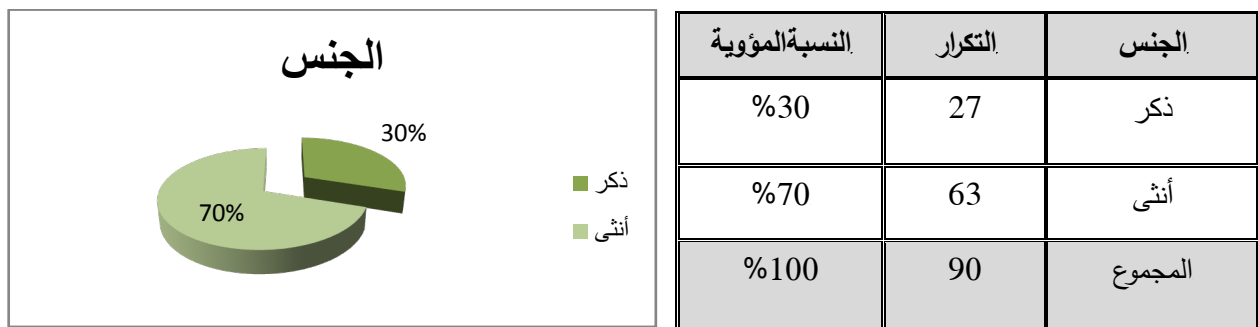 الجنس
30%
70%
ذكر
أنثى
الجنس التكرار النسبةالمؤوية
ذكر 27 %30
أنثى 63 %70
المجموع 90 %100